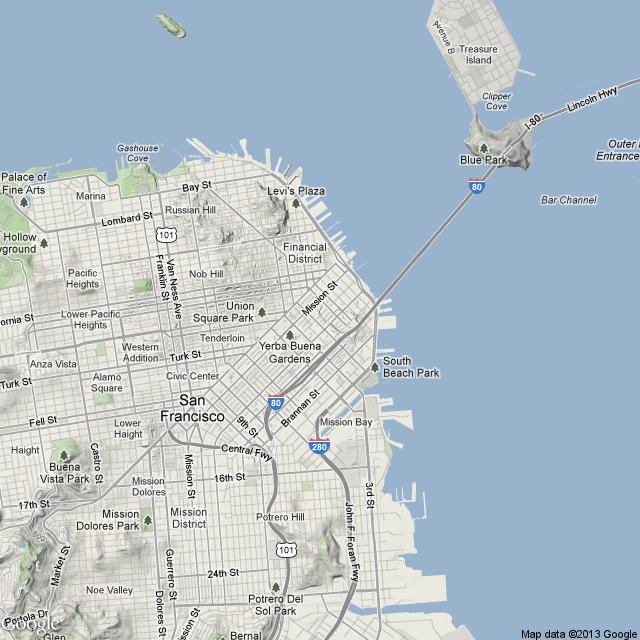 Avenue B
Treasure
Island
Clipper
Cove
I-80
Lincoln Hwy
Blue Park
Outer
Entrance
80
Bar Channel
Gashouse
Cove
Palace of
Fine Arts
Marina
Bay St
Levi's Plaza
Russian Hill
Lombard St
101
Hollow
Financial
District
Pacific
Heights
Franklin St
Van Ness Ave
Nob Hill
Mission St
Union
Square Park
ornia St
Lower Pacific
Heights
Tenderloin
Western
Addition
Yerba Buena
Gardens
Turk St
Anza Vista
South
Beach Park
Turk St
Alamo
Square
Civic Center
San
Francisco
80
Brannan St
Fell St
9th St
Mission Bay
Lower
Haight
280
Haight
Central Fwy
Buena
Vista Park
Castro St
Mission St
16th St
Mission
Dolores
3rd St
17th St
Mission
Dolores Park
Mission
District
Potrero Hill
John F. Foran Fwy
600
Market St
101
Guerrero St
24th St
Noe Valley
Dolores St
Potrero Del
Sol Park
Portola Dr
Google
Glen
Mission St
Bernal
Map data ©2013 Google